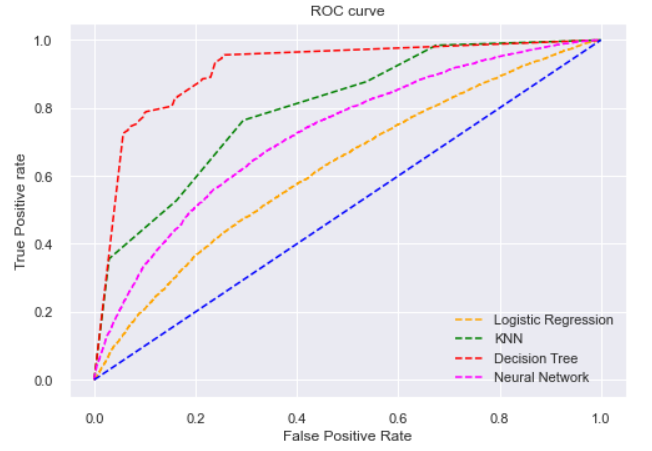 ROC curve
True Positive rate
1.0
0.8
0.6
0.4
0.2
0.0
Logistic Regression
KNN
Decision Tree
Neural Network
0.0 0.2 0.4 0.6 0.8 1.0
False Positive Rate